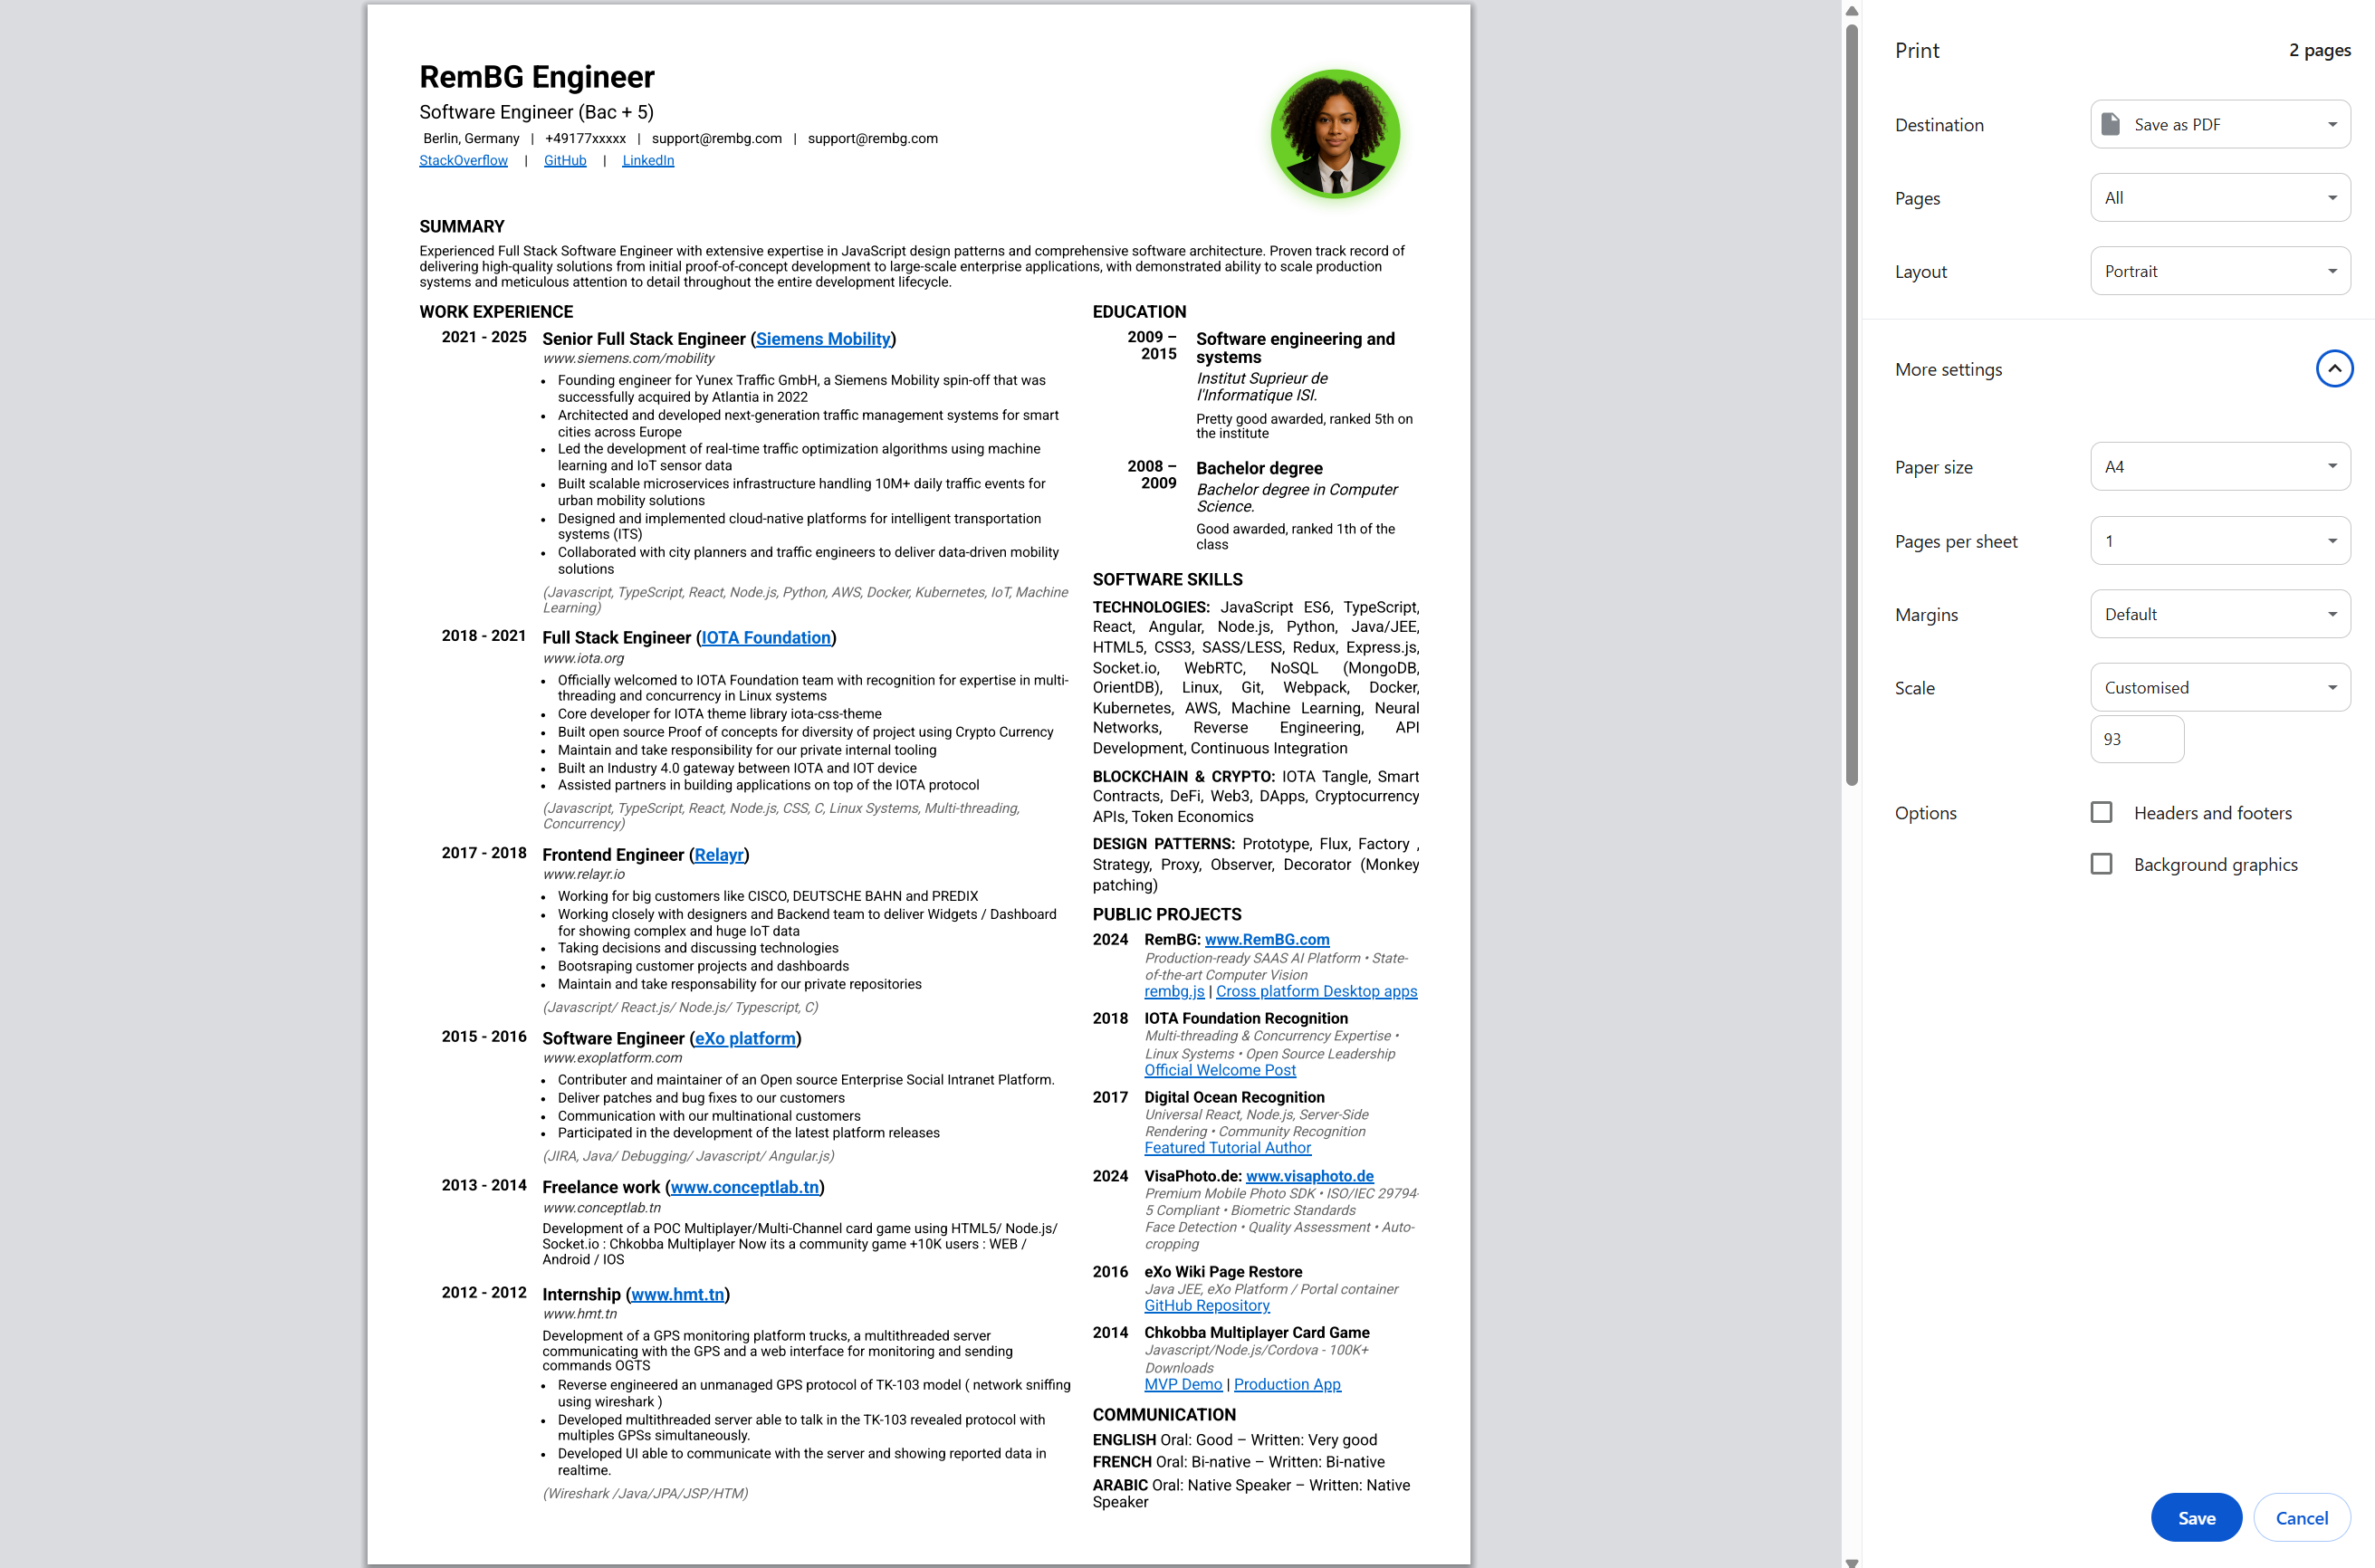 RemBG Engineer
Software Engineer (Bac + 5)
Berlin, Germany | +49177xxxxx | support@rembg.com | support@rembg.com
StackOverflow | GitHub | LinkedIn
SUMMARY
Experienced Full Stack Software Engineer with extensive expertise in JavaScript design patterns and comprehensive software architecture. Proven track record of
delivering high-quality solutions from initial proof-of-concept development to large-scale enterprise applications, with demonstrated ability to scale production
systems and meticulous attention to detail throughout the entire development lifecycle.
WORK EXPERIENCE
2021 - 2025 Senior Full Stack Engineer (Siemens Mobility)
www.siemens.com/mobility
• Founding engineer for Yunex Traffic GmbH, a Siemens Mobility spin-off that was
successfully acquired by Atlantia in 2022
• Architected and developed next-generation traffic management systems for smart
cities across Europe
• Led the development of real-time traffic optimization algorithms using machine
learning and IoT sensor data
• Built scalable microservices infrastructure handling 10M+ daily traffic events for
urban mobility solutions
• Designed and implemented cloud-native platforms for intelligent transportation
systems (ITS)
• Collaborated with city planners and traffic engineers to deliver data-driven mobility
solutions
(Javascript, TypeScript, React, Node.js, Python, AWS, Docker, Kubernetes, IoT, Machine
Learning)
2018 - 2021 Full Stack Engineer (IOTA Foundation)
www.iota.org
• Officially welcomed to IOTA Foundation team with recognition for expertise in multi-
threading and concurrency in Linux systems
• Core developer for IOTA theme library iota-css-theme
• Built open source Proof of concepts for diversity of project using Crypto Currency
• Maintain and take responsibility for our private internal tooling
• Built an Industry 4.0 gateway between IOTA and IOT device
• Assisted partners in building applications on top of the IOTA protocol
(Javascript, TypeScript, React, Node.js, CSS, C, Linux Systems, Multi-threading,
Concurrency)
2017 - 2018 Frontend Engineer (Relayr)
www.relayr.io
• Working for big customers like CISCO, DEUTSCHE BAHN and PREDIX
• Working closely with designers and Backend team to deliver Widgets / Dashboard
for showing complex and huge IoT data
• Taking decisions and discussing technologies
• Bootsraping customer projects and dashboards
• Maintain and take responsability for our private repositories
(Javascript/ React.js/ Node.js/ Typescript, C)
2015 - 2016 Software Engineer (eXo platform)
www.exoplatform.com
• Contributer and maintainer of an Open source Enterprise Social Intranet Platform.
• Deliver patches and bug fixes to our customers
• Communication with our multinational customers
• Participated in the development of the latest platform releases
(JIRA, Java/ Debugging/ Javascript/ Angular.js)
2013 - 2014 Freelance work (www.conceptlab.tn)
www.conceptlab.tn
Development of a POC Multiplayer/Multi-Channel card game using HTML5/ Node.js/
Socket.io : Chkobba Multiplayer Now its a community game +10K users : WEB /
Android / IOS
2012 - 2012 Internship (www.hmt.tn)
www.hmt.tn
Development of a GPS monitoring platform trucks, a multithreaded server
communicating with the GPS and a web interface for monitoring and sending
commands OGTS
• Reverse engineered an unmanaged GPS protocol of TK-103 model ( network sniffing
using wireshark )
• Developed multithreaded server able to talk in the TK-103 revealed protocol with
multiples GPSs simultaneously.
• Developed UI able to communicate with the server and showing reported data in
realtime.
(Wireshark /Java/JPA/JSP/HTM)
EDUCATION
2009 – Software engineering and
2015 systems
Institut Suprieur de
l'Informatique ISI.
Pretty good awarded, ranked 5th on
the institute
2008 – Bachelor degree
2009
Bachelor degree in Computer
Science.
Good awarded, ranked 1th of the
class
SOFTWARE SKILLS
TECHNOLOGIES: JavaScript ES6, TypeScript,
React, Angular, Node.js, Python, Java/JEE,
HTML5, CSS3, SASS/LESS, Redux, Express.js,
Socket.io, WebRTC, NoSQL (MongoDB,
OrientDB), Linux, Git, Webpack, Docker,
Kubernetes, AWS, Machine Learning, Neural
Networks, Reverse Engineering, API
Development, Continuous Integration
BLOCKCHAIN & CRYPTO: IOTA Tangle, Smart
Contracts, DeFi, Web3, DApps, Cryptocurrency
APIs, Token Economics
DESIGN PATTERNS: Prototype, Flux, Factory ,
Strategy, Proxy, Observer, Decorator (Monkey
patching)
PUBLIC PROJECTS
2024 RemBG: www.RemBG.com
Production-ready SAAS AI Platform • State-
of-the-art Computer Vision
rembg.js | Cross platform Desktop apps
2018 IOTA Foundation Recognition
Multi-threading & Concurrency Expertise •
Linux Systems • Open Source Leadership
Official Welcome Post
2017 Digital Ocean Recognition
Universal React, Node.js, Server-Side
Rendering • Community Recognition
Featured Tutorial Author
2024 VisaPhoto.de: www.visaphoto.de
Premium Mobile Photo SDK • ISO/IEC 29794-
5 Compliant • Biometric Standards
Face Detection • Quality Assessment • Auto-
cropping
2016 eXo Wiki Page Restore
Java JEE, eXo Platform / Portal container
GitHub Repository
2014 Chkobba Multiplayer Card Game
Javascript/Node.js/Cordova - 100K+
Downloads
MVP Demo | Production App
COMMUNICATION
ENGLISH Oral: Good – Written: Very good
FRENCH Oral: Bi-native – Written: Bi-native
ARABIC Oral: Native Speaker – Written: Native
Speaker
Print 2 pages
Destination Save as PDF
Pages All
Layout Portrait
More settings
Paper size A4
Pages per sheet 1
Margins Default
Scale Customised
93
Options Headers and footers
Background graphics
Save Cancel